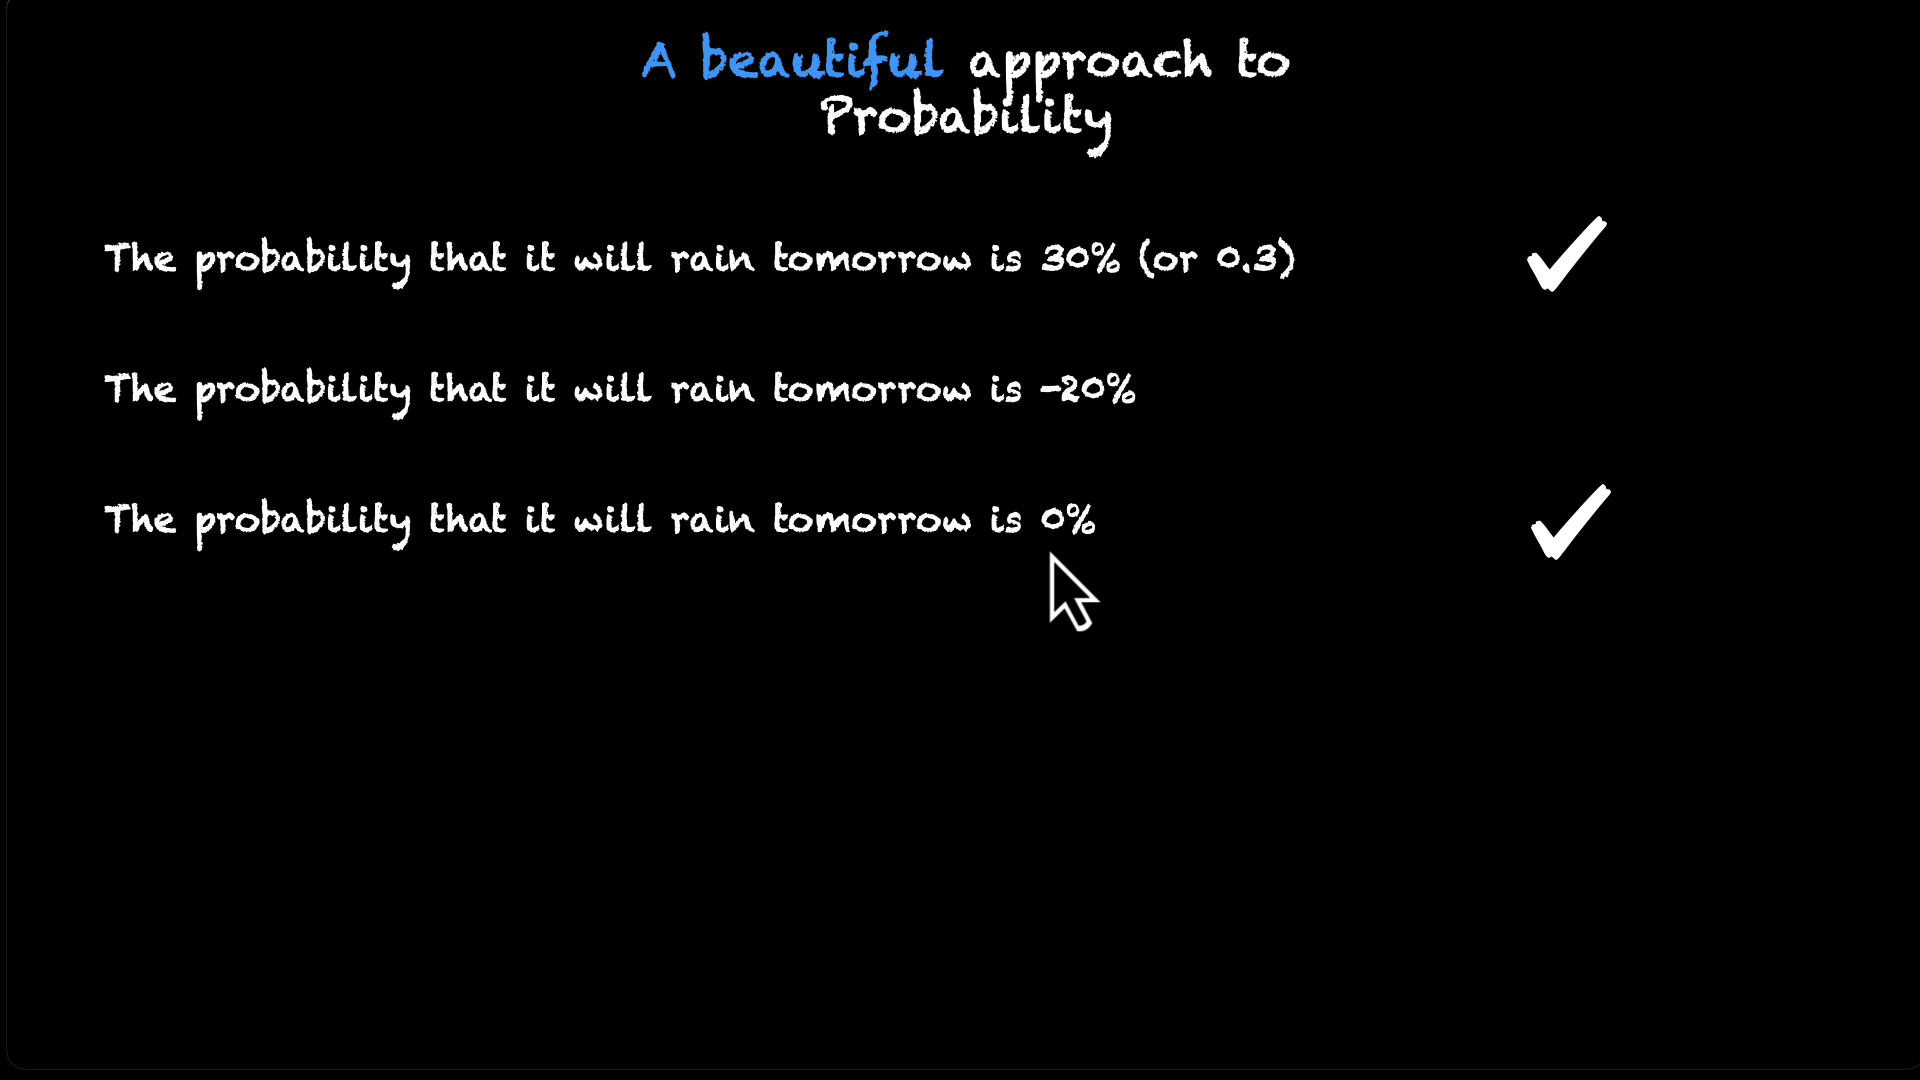 A beautiful approach to
Probability
The probability that it will rain tomorrow is 30% (or 0.3)
The probability that it will rain tomorrow is -20%
The probability that it will rain tomorrow is 0%